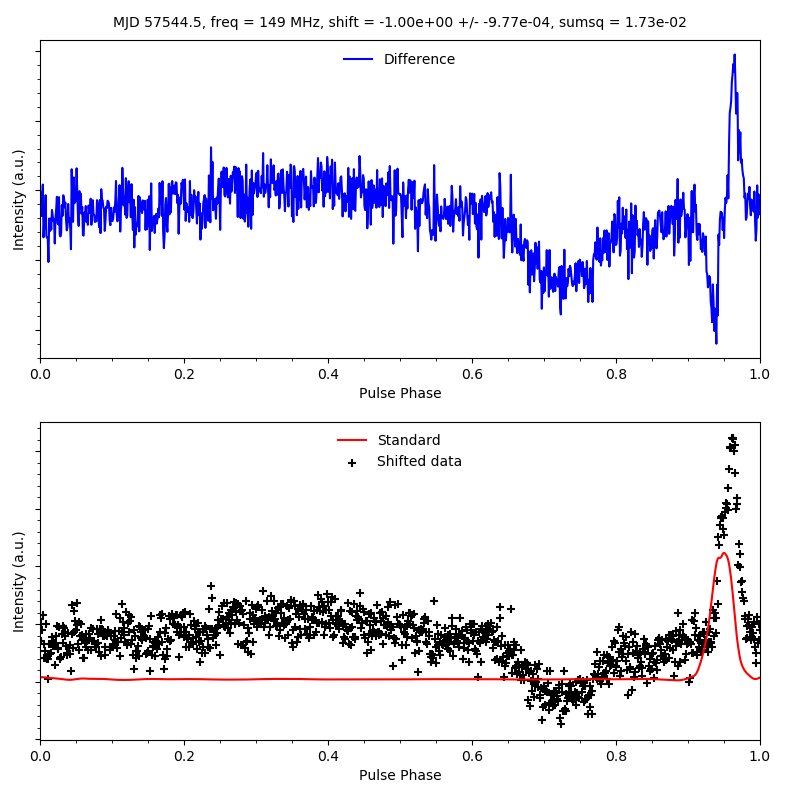 MJD 57544.5, freq = 149 MHz, shift = -1.00e+00 +/- -9.77e-04, sumsq = 1.73e-02
Difference
Intensity (a.u.)
0.0 0.2 0.4 0.6 0.8 1.0
Pulse Phase
Standard
Shifted data
Intensity (a.u.)
0.0 0.2 0.4 0.6 0.8 1.0
Pulse Phase